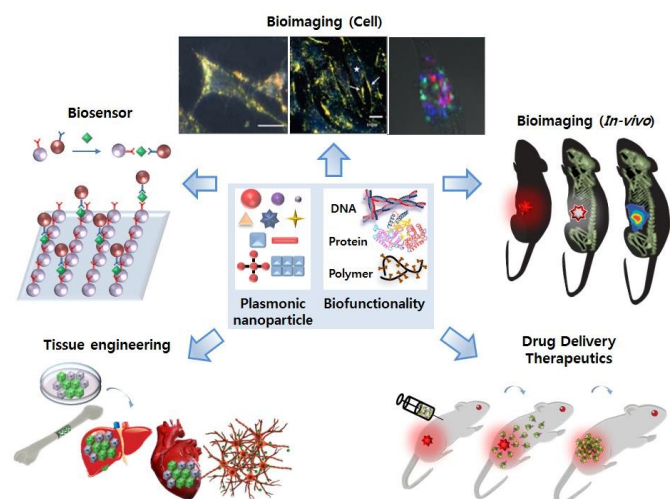 Bioimaging (Cell)
Biosensor
Bioimaging (In-vivo)
DNA
Protein
Polymer
Plasmonic
nanoparticle
Biofunctionality
Tissue engineering
Drug Delivery
Therapeutics